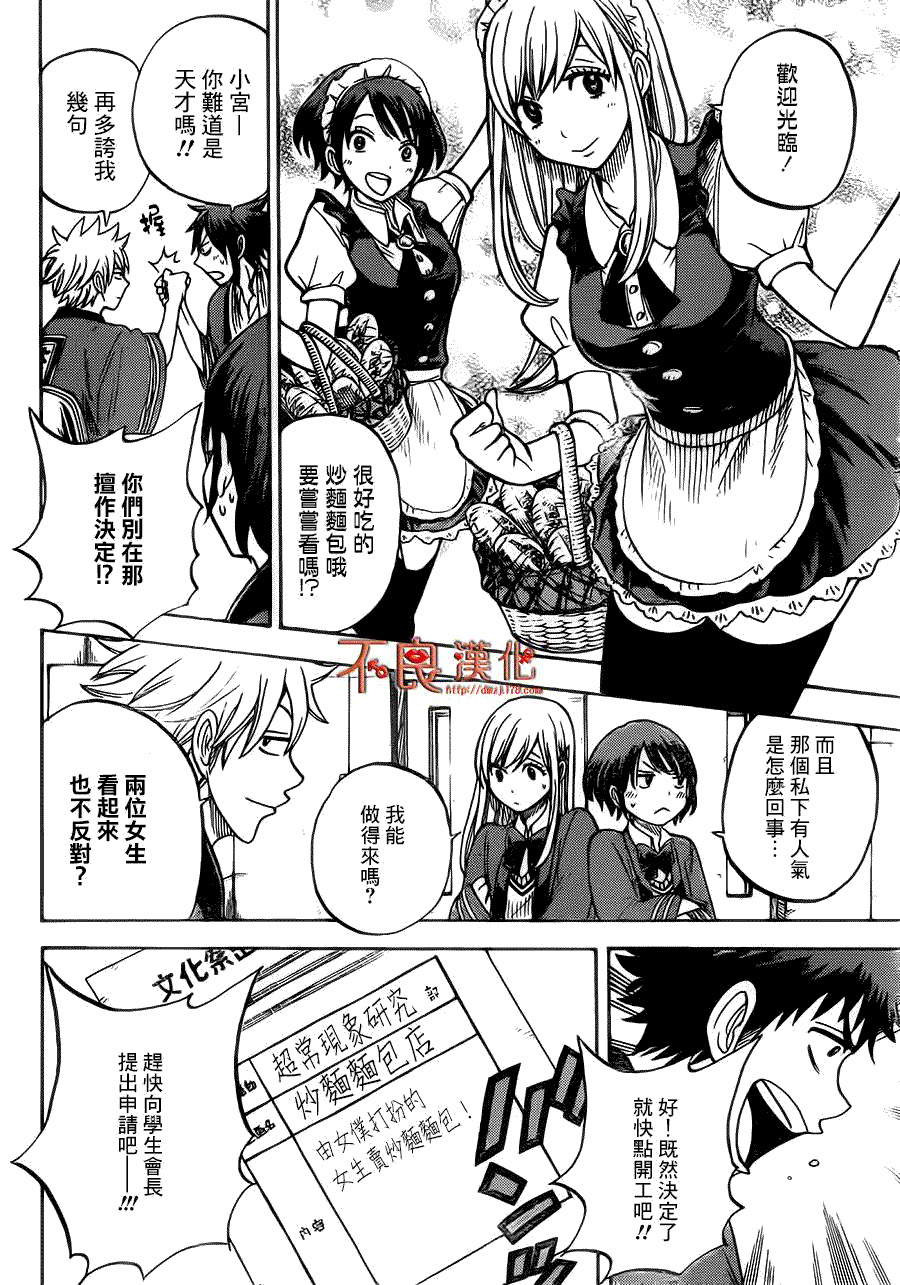 歡迎光臨！
很好吃的
炒麵麵包哦
要嘗嘗看嗎!?
小宮—
你難道是
天才嗎!!
再多誇我
幾句
握
你們別在那
擅作決定!?
不良漢化
http://dmzj178.com/
而且
那個私下有人氣
是怎麼回事…
我能
做得來嗎？
兩位女生
看起來
也不反對？
好！既然決定了
就快點開工吧!!
文化祭
超常現象研究部
炒麵麵包店
內容
由女僕打扮的
女生賣炒麵麵包！
趕快向學生會長
提出申請吧—!!!